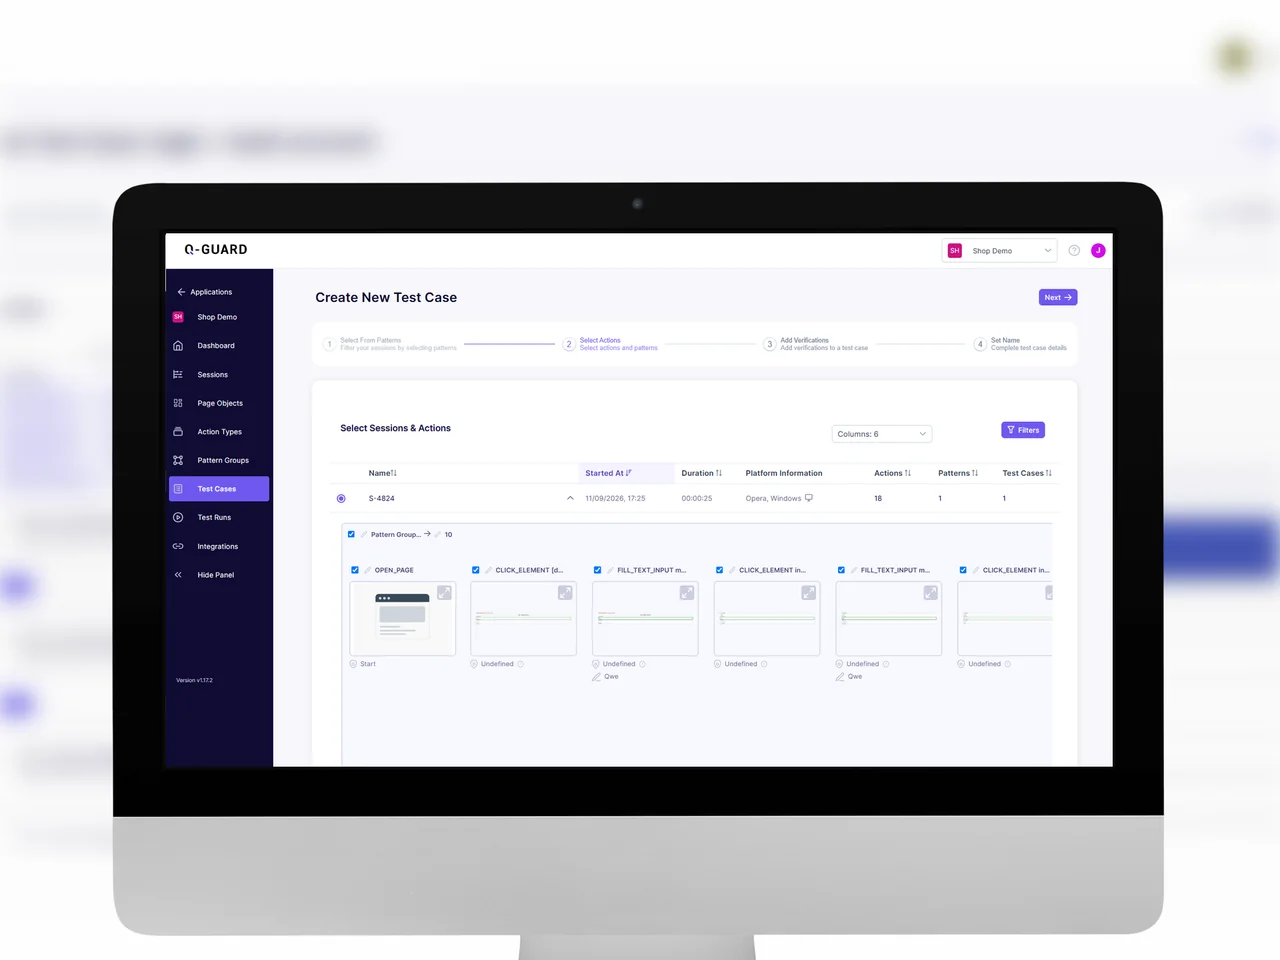 Q-GUARD
SH Shop Demo
J
Applications
SH Shop Demo
Dashboard
Sessions
Page Objects
Action Types
Pattern Groups
Test Cases
Test Runs
Integrations
Hide Panel
Version v1.17.2
Create New Test Case
Next
1 Select From Patterns
Filter your sessions by selecting patterns
2 Select Actions
Select actions and patterns
3 Add Verifications
Add verifications to a test case
4 Set Name
Complete test case details
Select Sessions & Actions
Columns: 6
Filters
Name Started At Duration Platform Information Actions Patterns Test Cases
S-4824 11/09/2026, 17:25 00:00:25 Opera, Windows 18 1 1
Pattern Group... 10
OPEN_PAGE CLICK_ELEMENT [d... FILL_TEXT_INPUT m... CLICK_ELEMENT in... FILL_TEXT_INPUT m... CLICK_ELEMENT in...
Start Undefined Undefined Undefined Undefined Undefined
Qwe Qwe